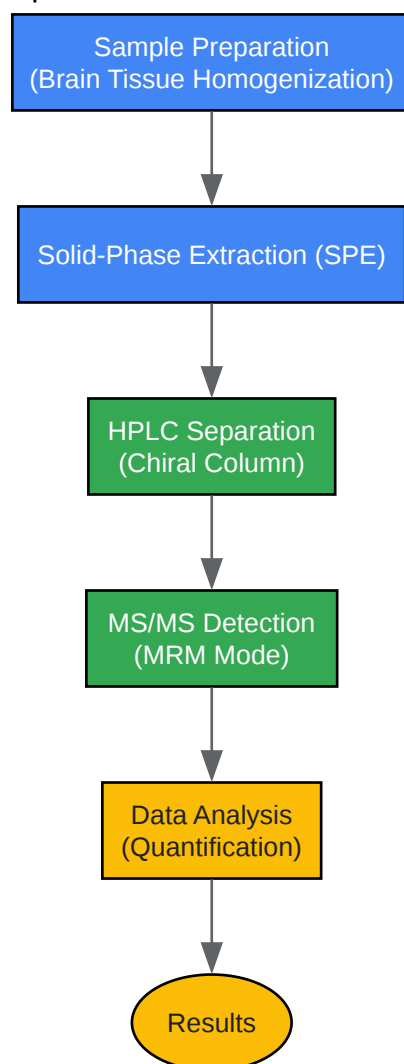 Sample Preparation
(Brain Tissue Homogenization)
Solid-Phase Extraction (SPE)
HPLC Separation
(Chiral Column)
MS/MS Detection
(MRM Mode)
Data Analysis
(Quantification)
Results